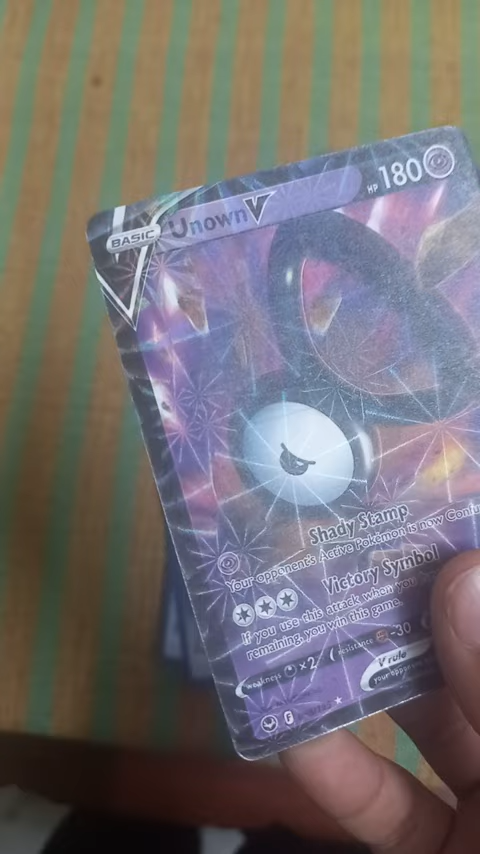 BASIC Unown V HP 180
Shady Stamp
Your opponent's Active Pokémon is now Confu
Victory Symbol
If you use this attack when you
remaining, you win this game.
weakness ×2 resistance -30
V rule
your oppon
F